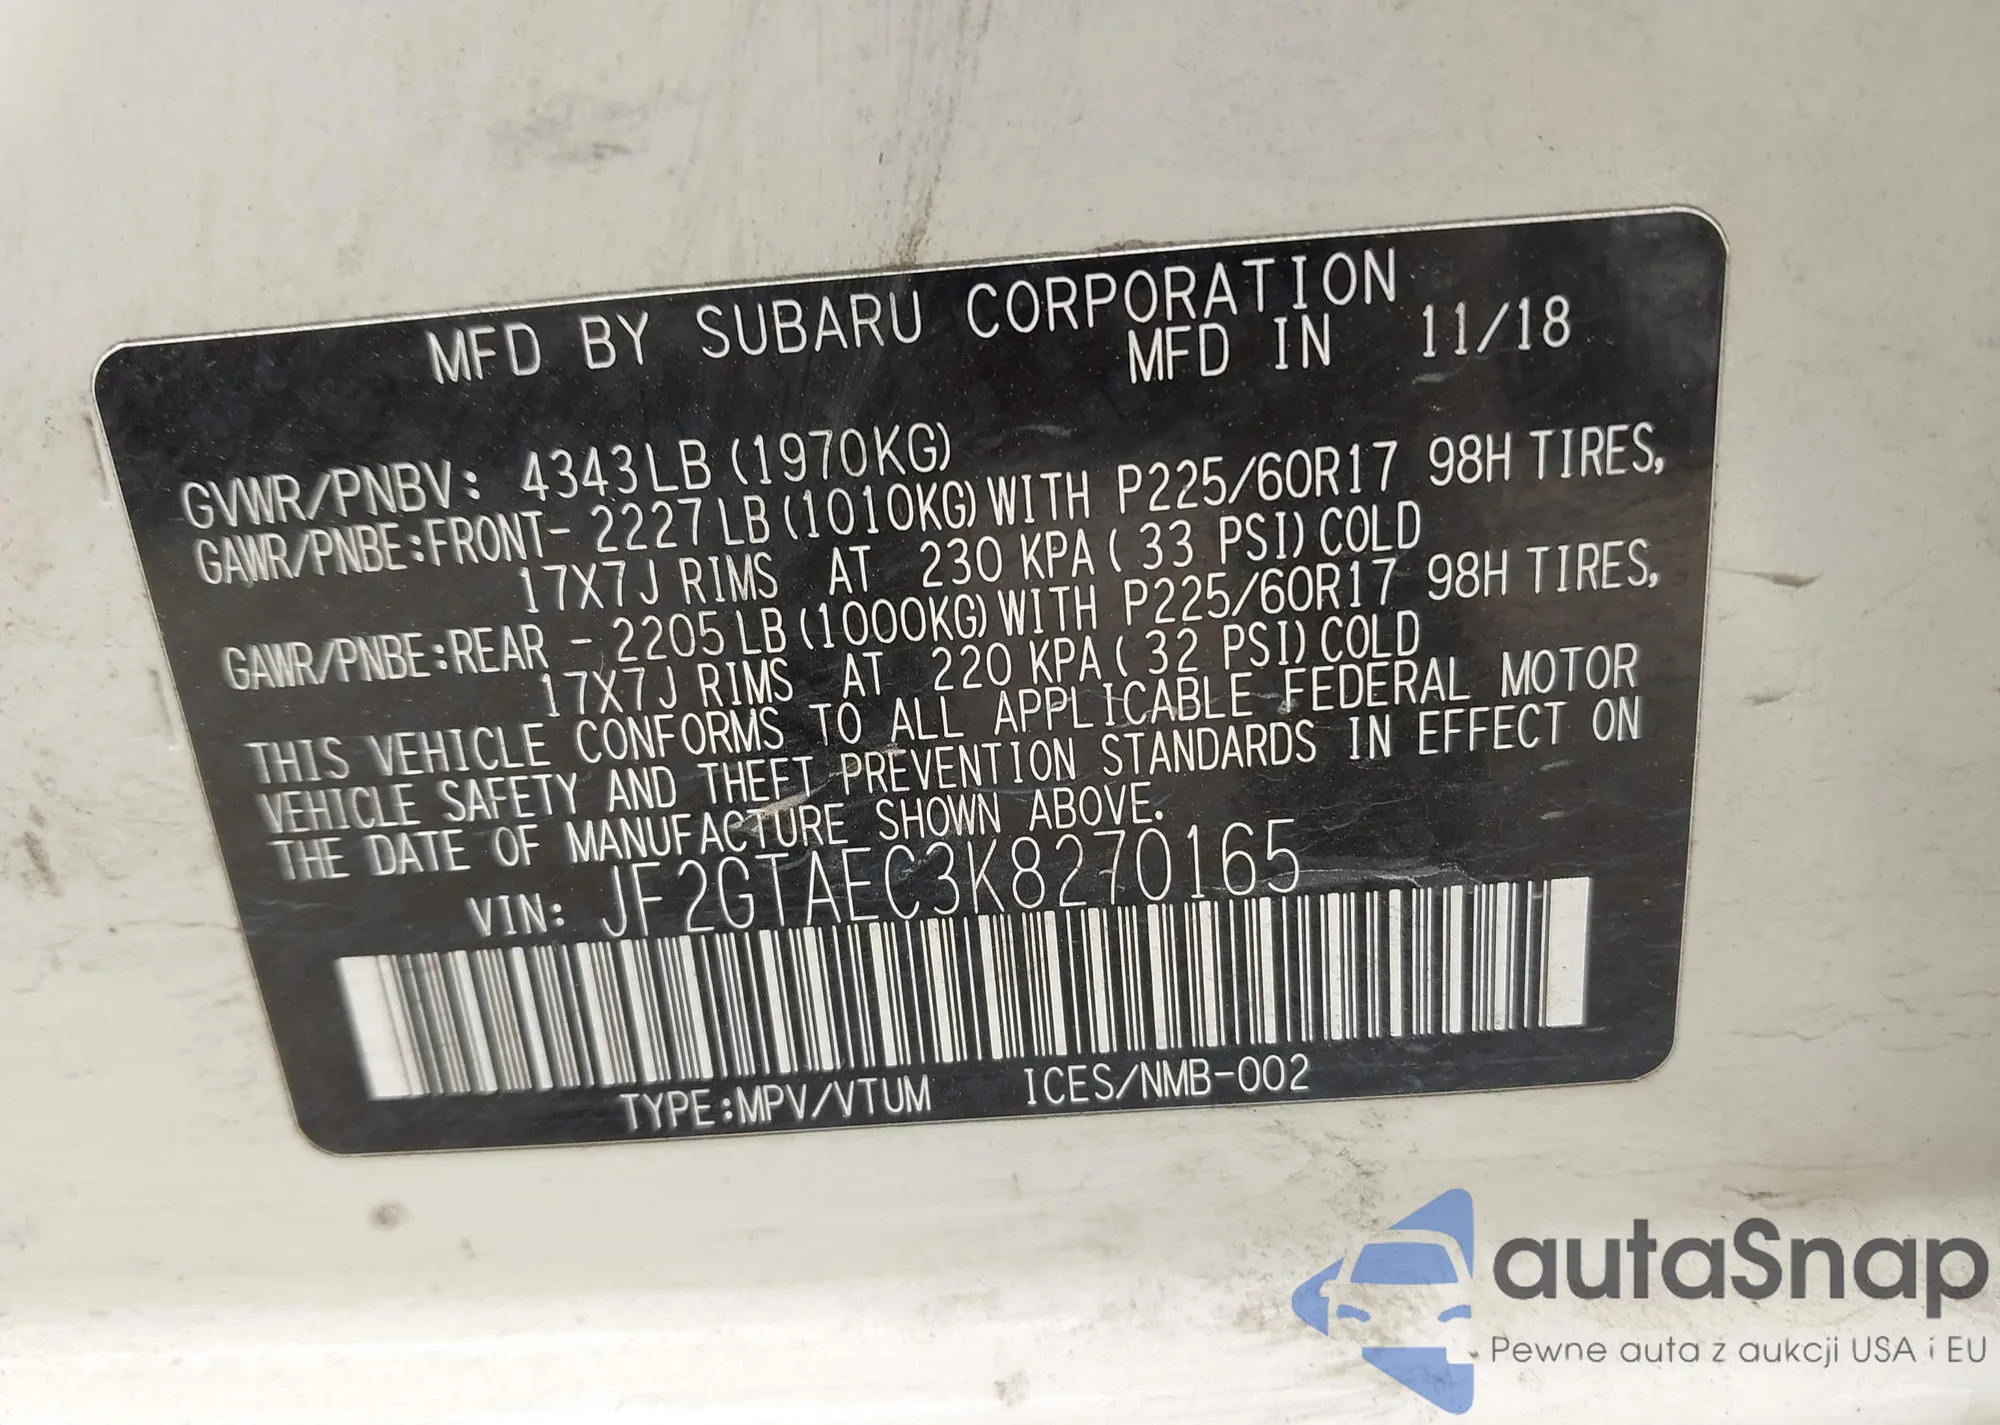 MFD BY SUBARU CORPORATION
MFD IN 11/18
GVWR/PNBV: 4343LB (1970KG)
GAWR/PNBE:FRONT- 2227LB (1010KG) WITH P225/60R17 98H TIRES,
17X7J RIMS AT 230 KPA ( 33 PSI) COLD
GAWR/PNBE:REAR - 2205LB (1000KG) WITH P225/60R17 98H TIRES,
17X7J RIMS AT 220 KPA ( 32 PSI) COLD
THIS VEHICLE CONFORMS TO ALL APPLICABLE FEDERAL MOTOR
VEHICLE SAFETY AND THEFT PREVENTION STANDARDS IN EFFECT ON
THE DATE OF MANUFACTURE SHOWN ABOVE.
VIN: JF2GTAEC3K8270165
TYPE:MPV/VTUM ICES/NMB-002
autaSnap
Pewne auta z aukcji USA i EU